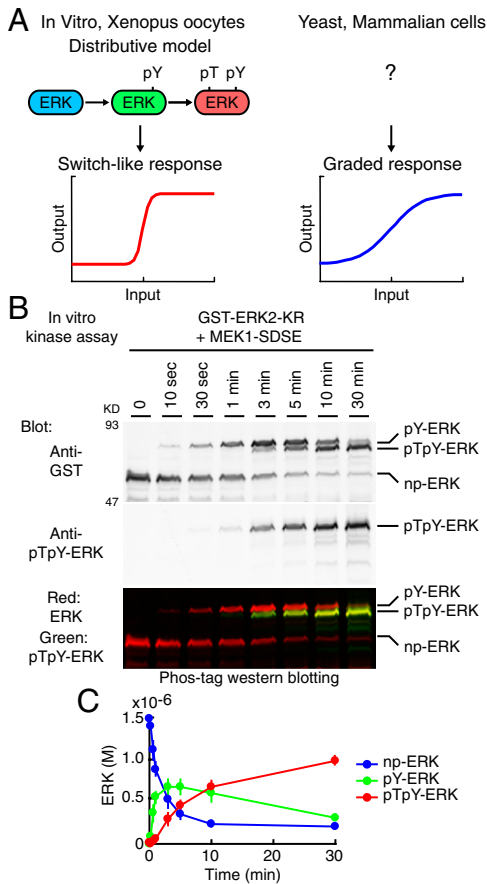 A
In Vitro, Xenopus oocytes
Distributive model
Yeast, Mammalian cells
pY
pT pY
ERK
ERK
ERK
?
Switch-like response
Graded response
Output
Input
Output
Input
B
In vitro
kinase assay
GST-ERK2-KR
+ MEK1-SDSE
0
10 sec
30 sec
1 min
3 min
5 min
10 min
30 min
KD
93
47
Blot:
Anti-
GST
pY-ERK
pTpY-ERK
np-ERK
Anti-
pTpY-ERK
pTpY-ERK
Red:
ERK
Green:
pTpY-ERK
pY-ERK
pTpY-ERK
np-ERK
Phos-tag western blotting
C
x10-6
1.5
1.0
0.5
0
ERK (M)
0
10
20
30
Time (min)
np-ERK
pY-ERK
pTpY-ERK